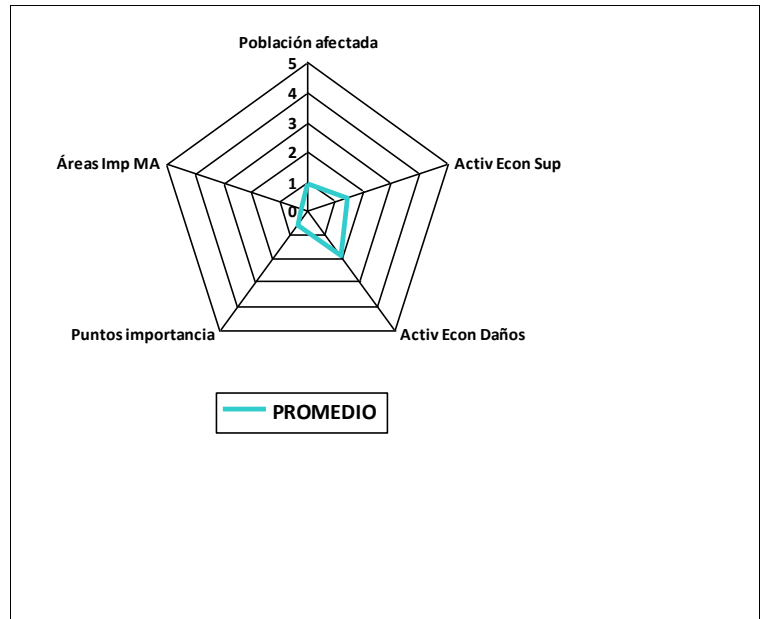 Población afectada
5
4
3
2
1
0
Áreas Imp MA
Activ Econ Sup
Puntos importancia
Activ Econ Daños
PROMEDIO